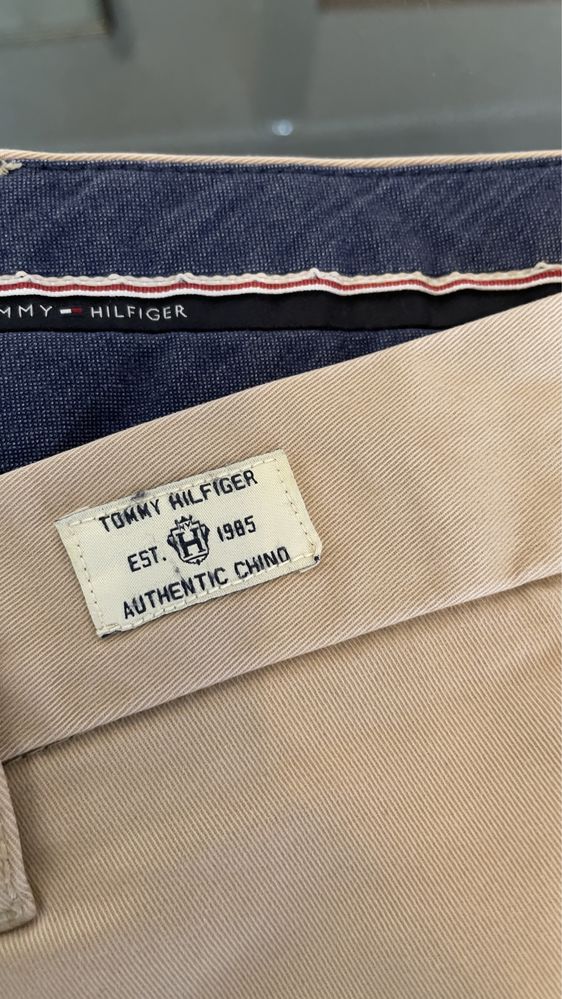 MMY HILFIGER
TOMMY HILFIGER
EST. H 1985
AUTHENTIC CHINO